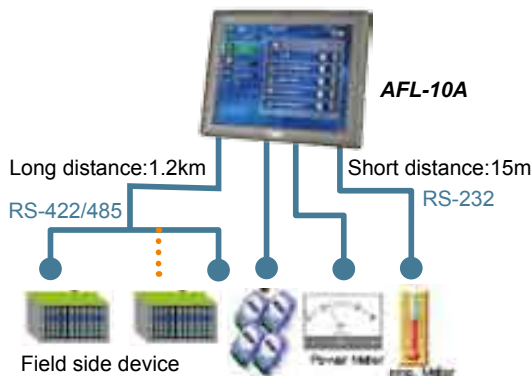 AFL-10A
Long distance:1.2km
Short distance:15m
RS-422/485
RS-232
Field side device
Power Meter
Meter